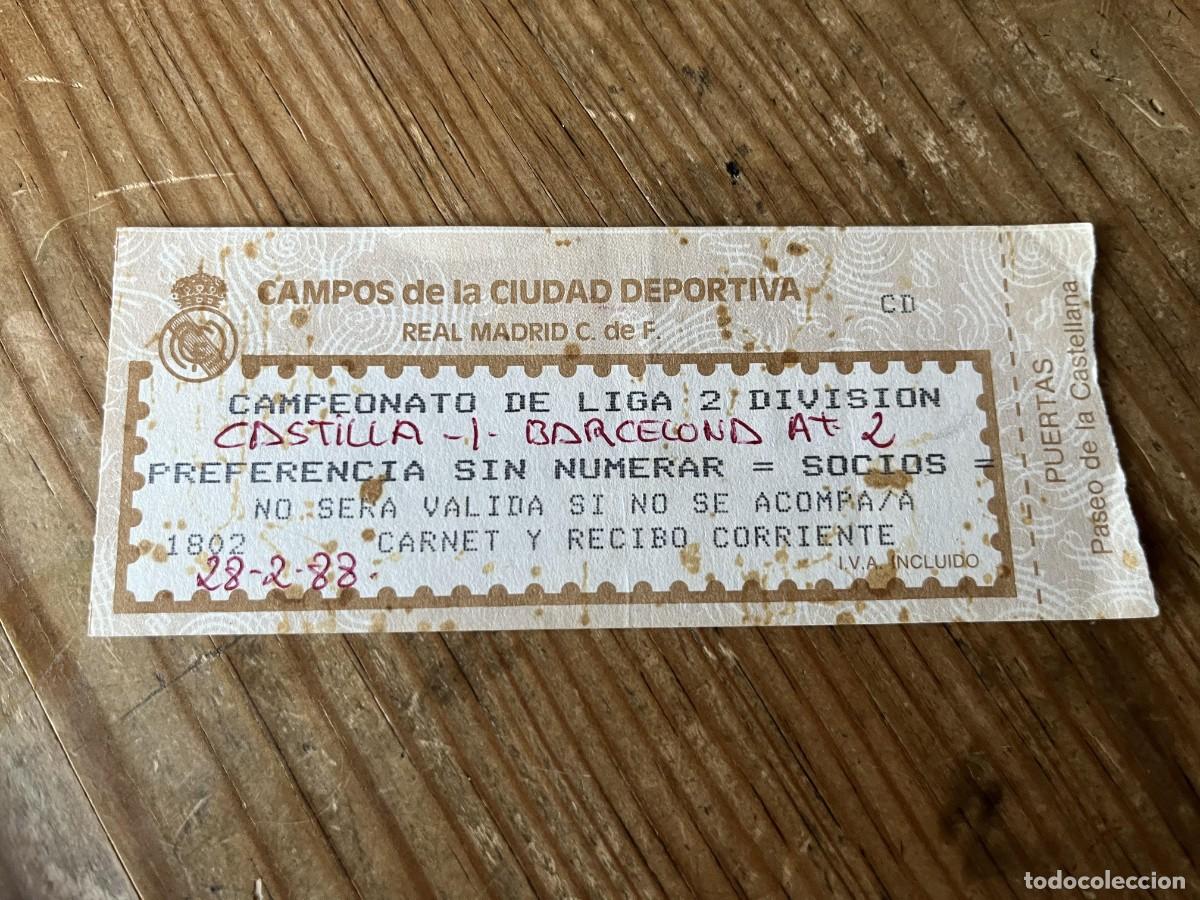 CAMPOS de la CIUDAD DEPORTIVA
REAL MADRID C. de F.
CD
CAMPEONATO DE LIGA 2 DIVISION
CASTILLA -1- BARCELONA AT 2
PREFERENCIA SIN NUMERAR = SOCIOS =
NO SERA VALIDA SI NO SE ACOMPA/A
1802 CARNET Y RECIBO CORRIENTE
I.V.A. INCLUIDO
28-2-88.
PUERTAS
Paseo de la Castellana
todocoleccion